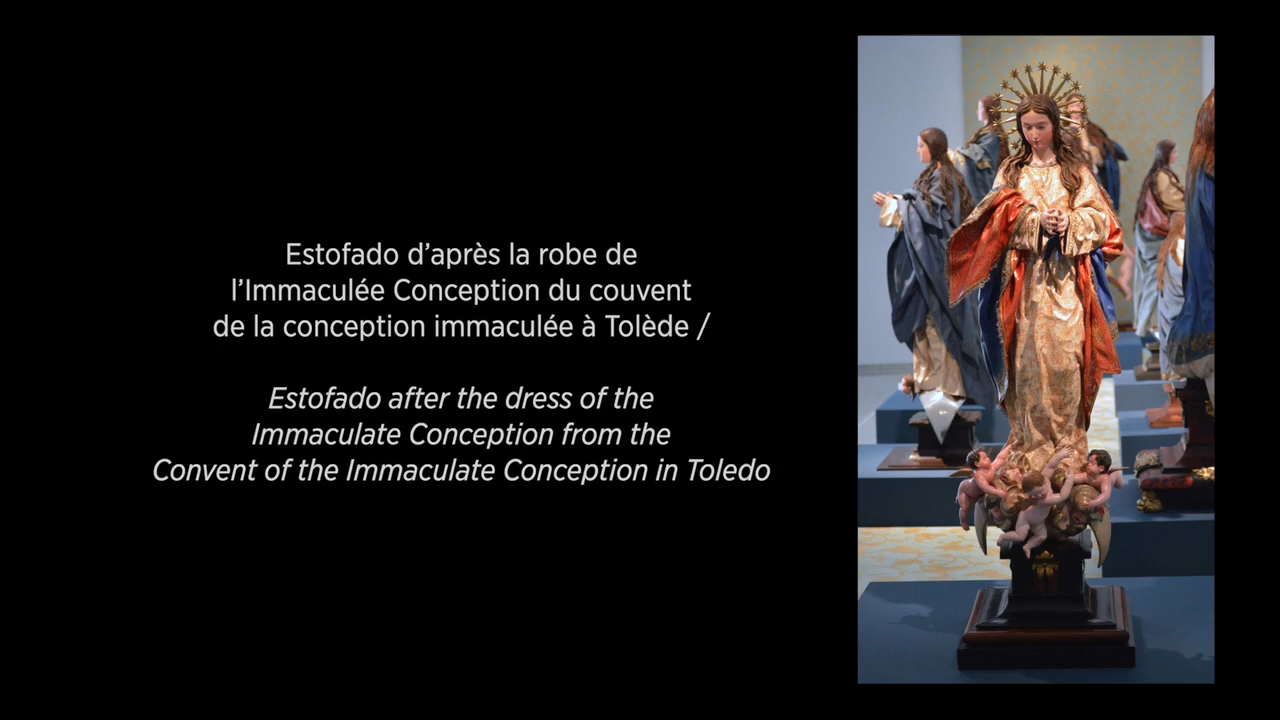 Estofado d’après la robe de
l’Immaculée Conception du couvent
de la conception immaculée à Tolède /
Estofado after the dress of the
Immaculate Conception from the
Convent of the Immaculate Conception in Toledo